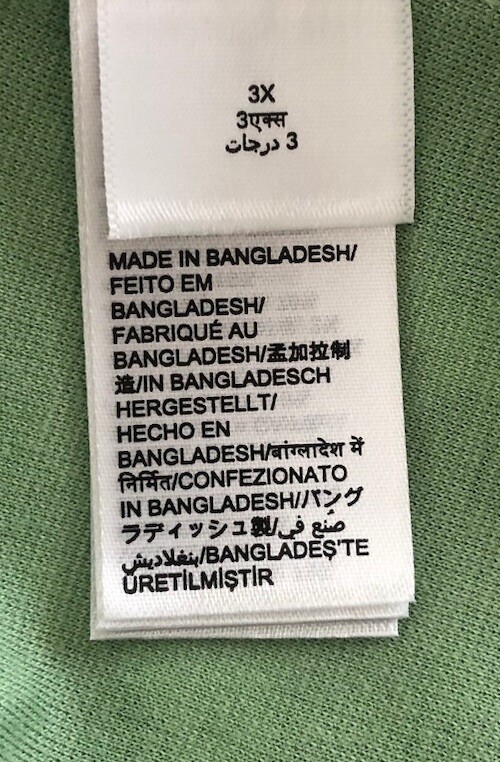 3X
3एक्स
3 درجات
MADE IN BANGLADESH/
FEITO EM
BANGLADESH/
FABRIQUÉ AU
BANGLADESH/孟加拉制
造/IN BANGLADESCH
HERGESTELLT/
HECHO EN
BANGLADESH/बांग्लादेश में
निर्मित/CONFEZIONATO
IN BANGLADESH/バング
ラディッシュ製/صنع في
بنغلاديش/BANGLADEŞ'TE
ÜRETİLMİŞTİR